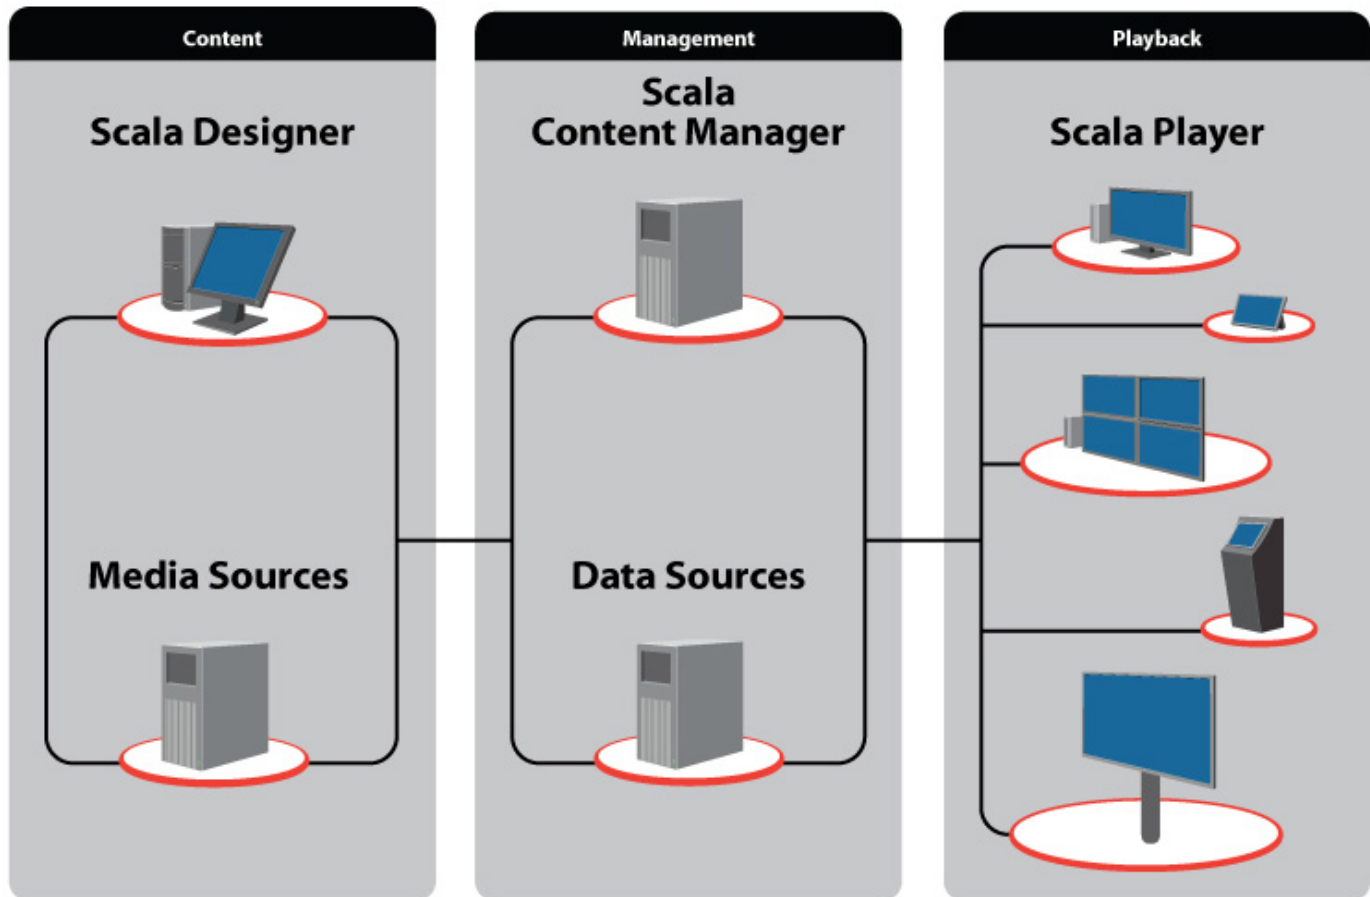 Content
Scala Designer
Media Sources
Management
Scala
Content Manager
Data Sources
Playback
Scala Player